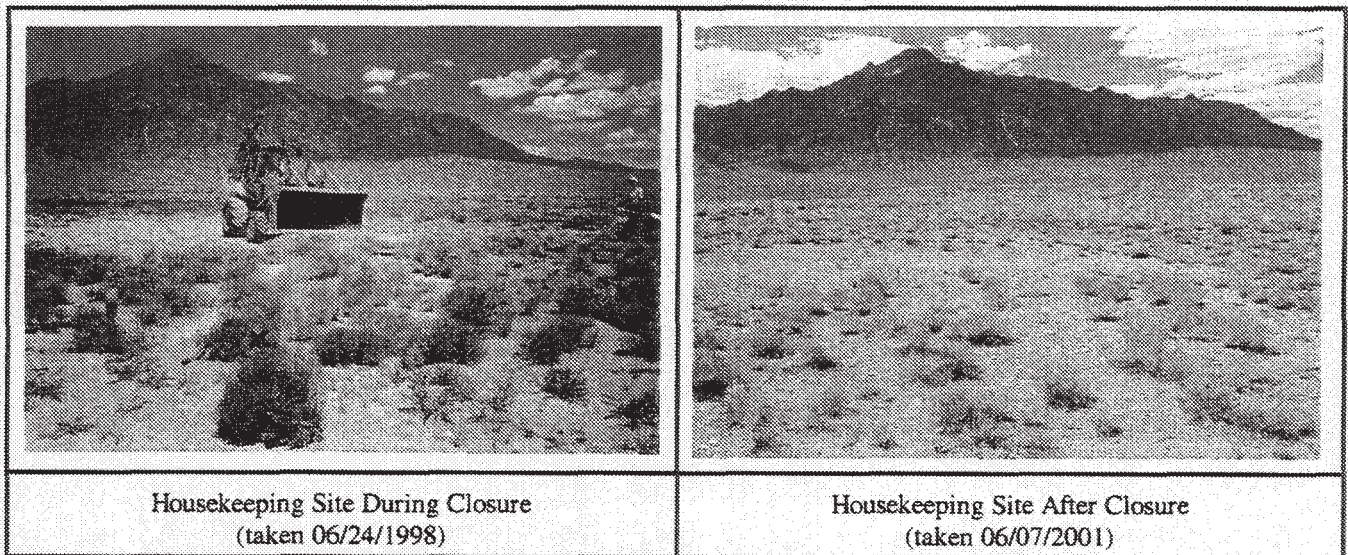 Housekeeping Site During Closure
(taken 06/24/1998)
Housekeeping Site After Closure
(taken 06/07/2001)